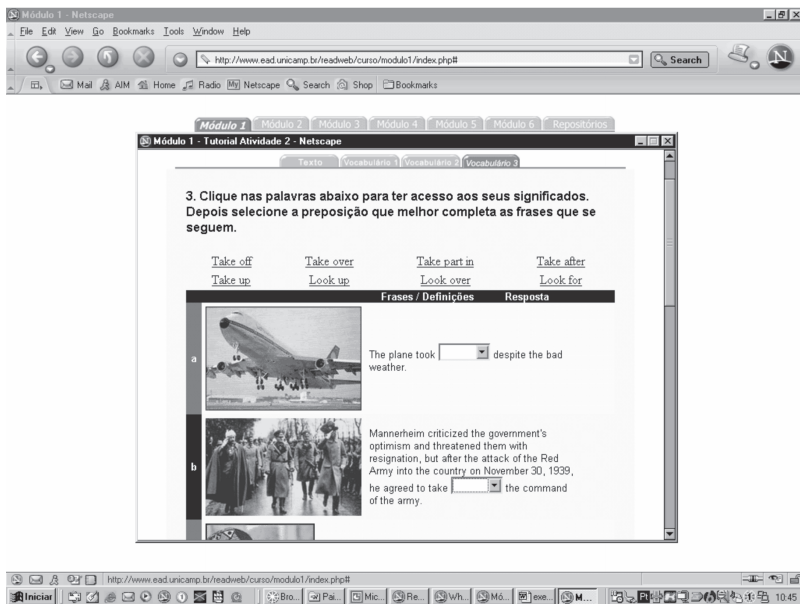 Módulo 1 - Netscape
File Edit View Go Bookmarks Tools Window Help
http://www.ead.unicamp.br/readweb/curso/modulo1/index.php#
Search
Mail AIM Home Radio My Netscape Search Shop Bookmarks
Módulo 1 Módulo 2 Módulo 3 Módulo 4 Módulo 5 Módulo 6 Repositórios
Módulo 1 - Tutorial Atividade 2 - Netscape
Texto Vocabulário 1 Vocabulário 2 Vocabulário 3
3. Clique nas palavras abaixo para ter acesso aos seus significados.
Depois selecione a preposição que melhor completa as frases que se
seguem.
Take off Take over Take part in Take after
Take up Look up Look over Look for
Frases / Definições Resposta
a
The plane took despite the bad
weather.
b
Mannerheim criticized the government's
optimism and threatened them with
resignation, but after the attack of the Red
Army into the country on November 30, 1939,
he agreed to take the command
of the army.
http://www.ead.unicamp.br/readweb/curso/modulo1/index.php#
Iniciar Bro... Pai... Mic... Re... Wh... Mó... exe... M... 10:45